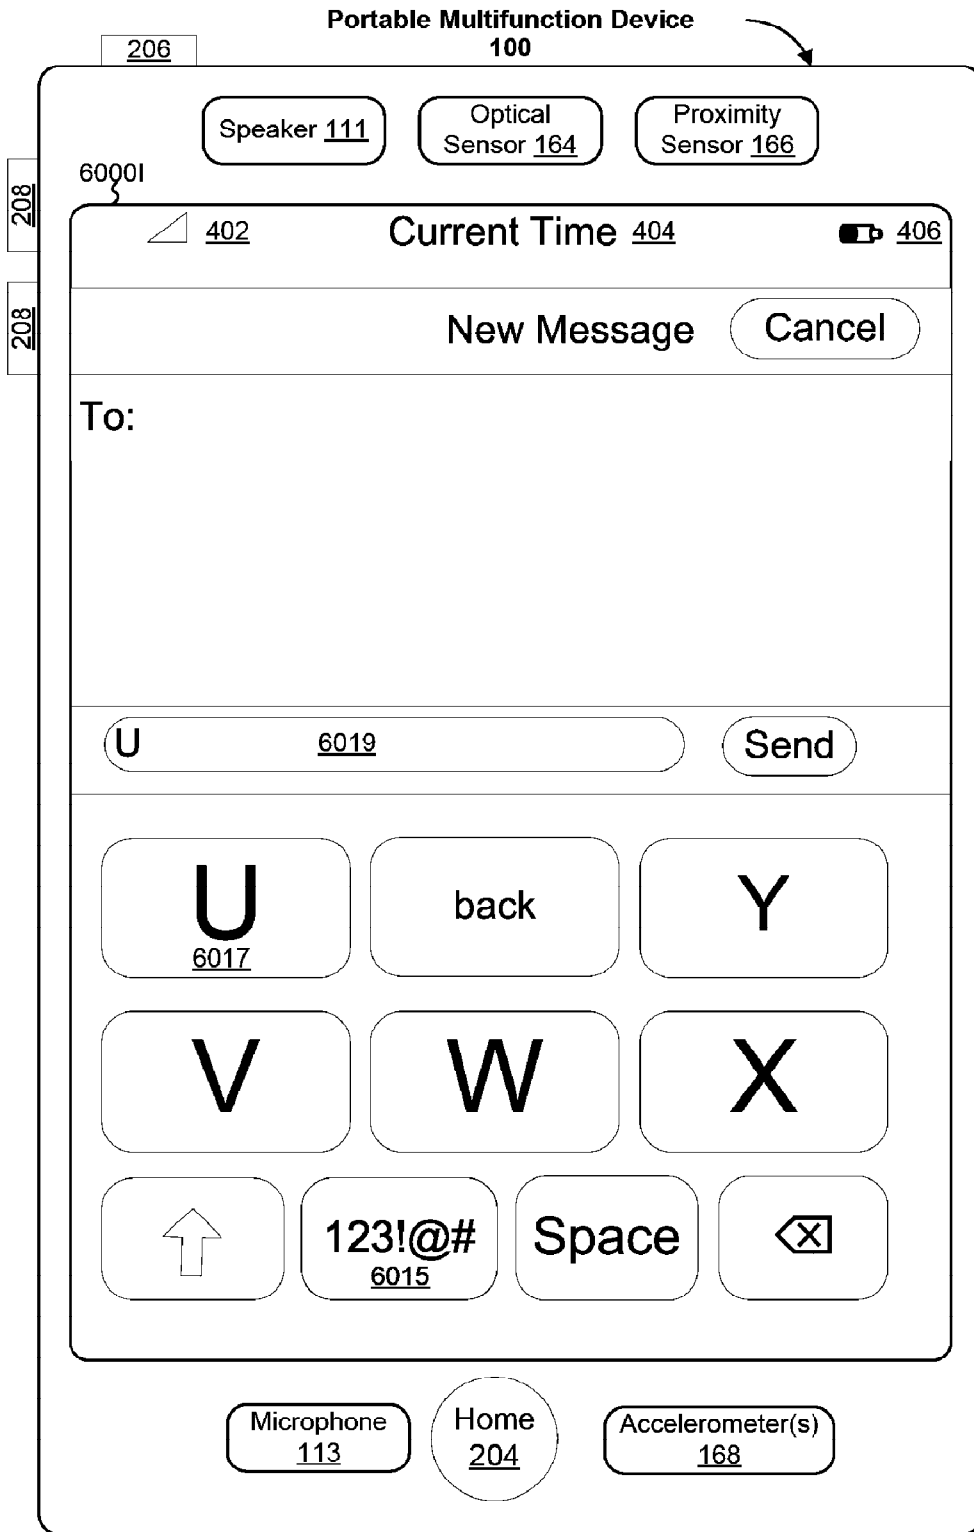 Portable Multifunction Device
100
206
Speaker 111
Optical
Sensor 164
Proximity
Sensor 166
208
6000I
402
Current Time 404
406
208
New Message
Cancel
To:
U
6019
Send
U
6017
back
Y
V
W
X
123!@#
6015
Space
Microphone
113
Home
204
Accelerometer(s)
168